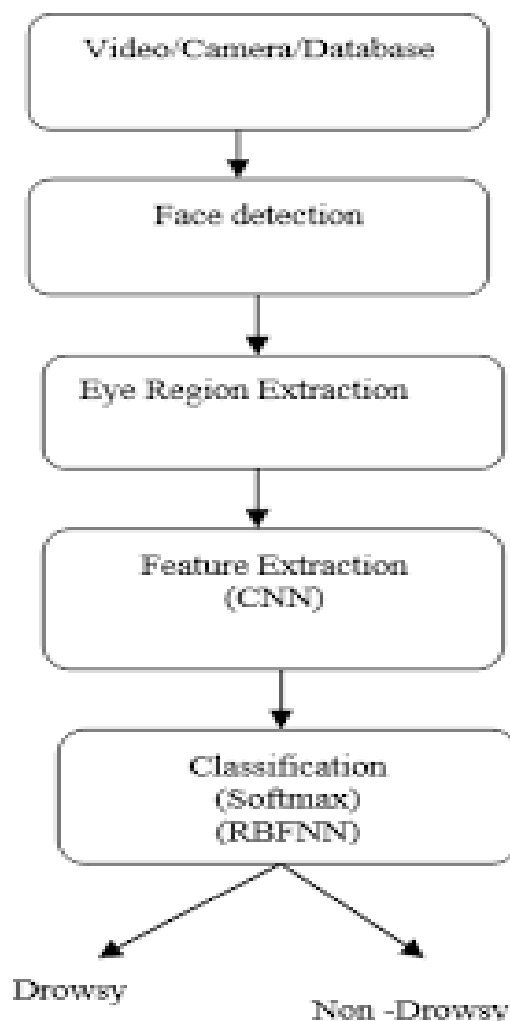 Video/Camera/Database
Face detection
Eye Region Extraction
Feature Extraction
(CNN)
Classification
(Softmax)
(RBFNN)
Drowsy
Non -Drowsy